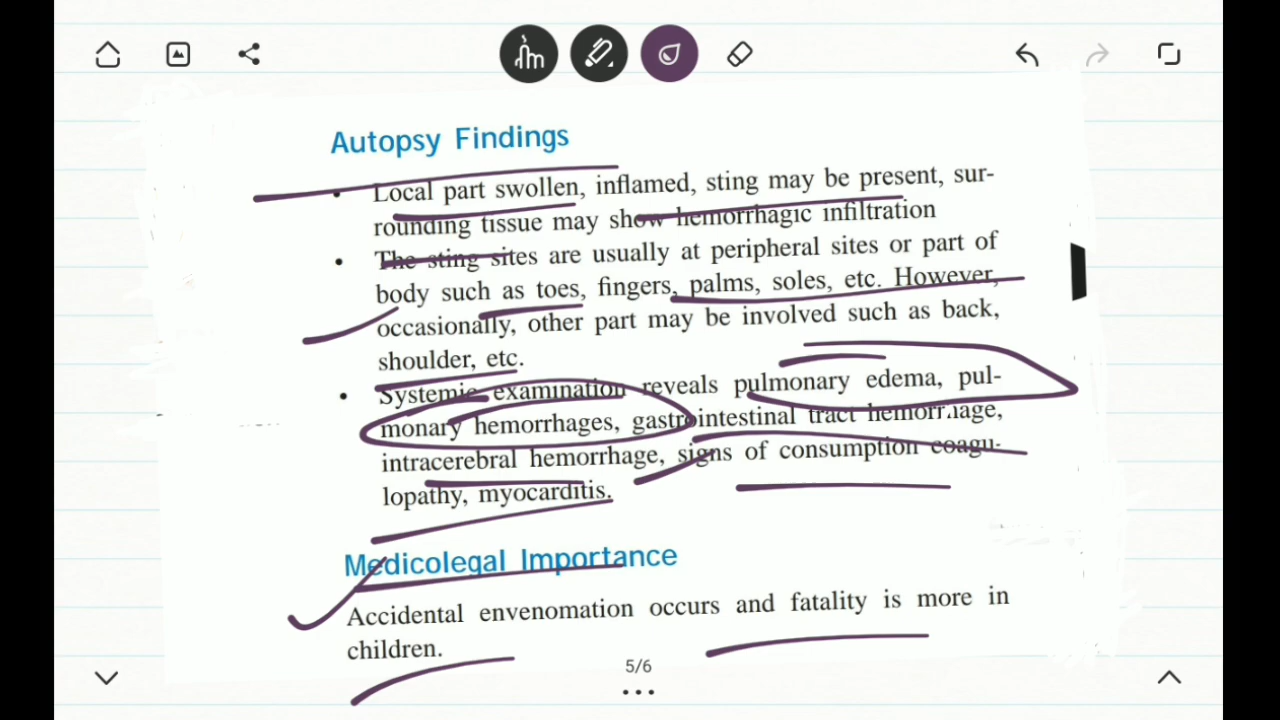 Autopsy Findings
• Local part swollen, inflamed, sting may be present, sur-
rounding tissue may show hemorrhagic infiltration
• The sting sites are usually at peripheral sites or part of
body such as toes, fingers, palms, soles, etc. However,
occasionally, other part may be involved such as back,
shoulder, etc.
• Systemic examination reveals pulmonary edema, pul-
monary hemorrhages, gastrointestinal tract hemorrhage,
intracerebral hemorrhage, signs of consumption coagu-
lopathy, myocarditis.
Medicolegal Importance
Accidental envenomation occurs and fatality is more in
children.
5/6